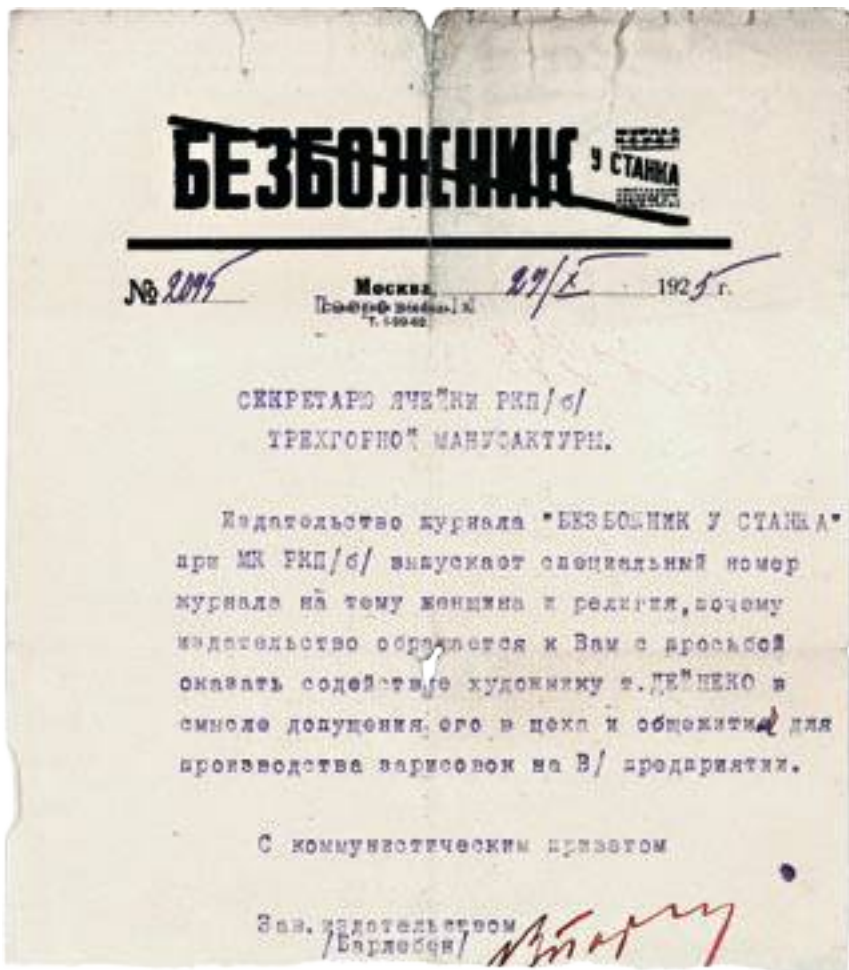 БЕЗБОЖНИК
У СТАНКА
№ 2095 Москва, 29/X 1925 г.
СЕКРЕТАРЮ ЯЧЕЙКИ РКП/б/
ТРЕХГОРНОЙ МАНУФАКТУРЫ.
Издательство журнала "БЕЗБОЖНИК У СТАНКА"
при МК РКП/б/ выпускает специальный номер
журнала на тему женщина и религия, почему
издательство обращается к Вам с просьбой
оказать содействие художнику т. ДЕЙНЕКО в
смысле допущения его в цеха и общежития для
производства зарисовок на В/ предприятии.
С коммунистическим приветом
Зав. издательством
/Барлебен/